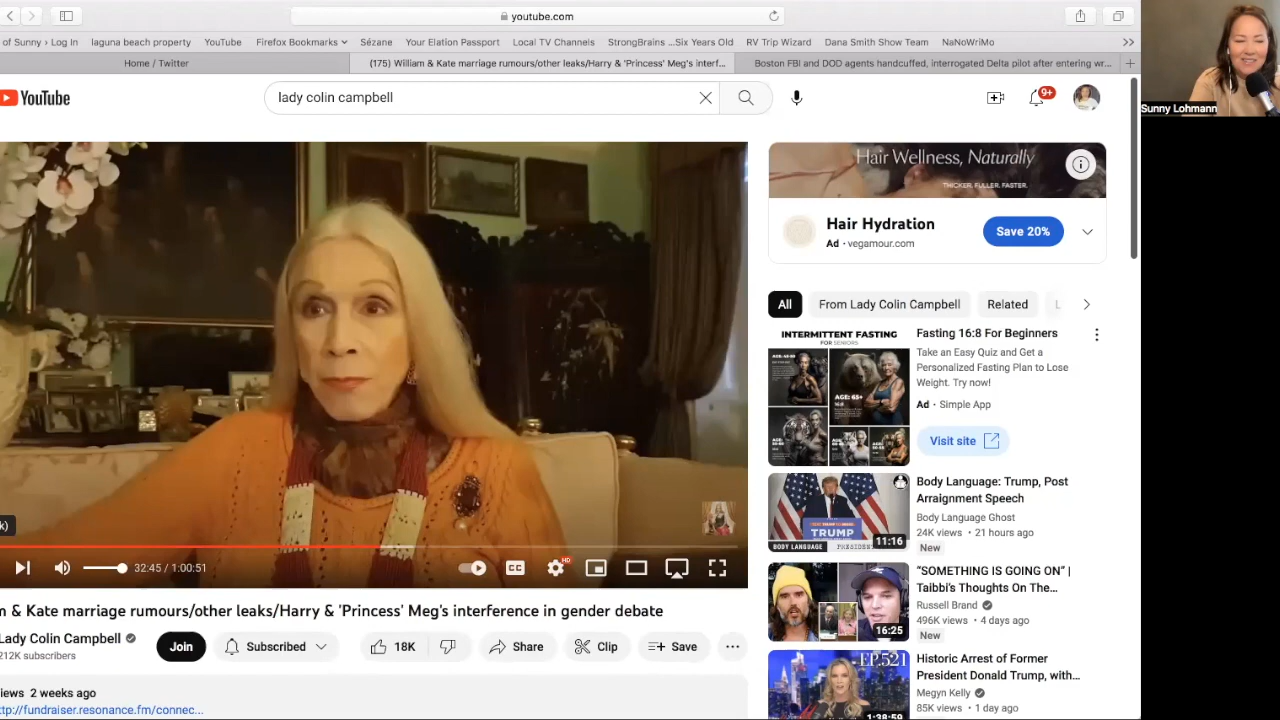 youtube.com
of Sunny › Log In
laguna beach property
YouTube
Firefox Bookmarks
Sézane
Your Elation Passport
Local TV Channels
StrongBrains ...Six Years Old
RV Trip Wizard
Dana Smith Show Team
NaNoWriMo
Home / Twitter
(175) William & Kate marriage rumours/other leaks/Harry & 'Princess' Meg's interf...
Boston FBI and DOD agents handcuffed, interrogated Delta pilot after entering wr...
Sunny Lohmann
YouTube
lady colin campbell
9+
Hair Wellness, Naturally
THICKER. FULLER. FASTER.
Hair Hydration
Ad · vegamour.com
Save 20%
All
From Lady Colin Campbell
Related
INTERMITTENT FASTING
FOR SENIORS
AGE: 65+
Fasting 16:8 For Beginners
Take an Easy Quiz and Get a
Personalized Fasting Plan to Lose
Weight. Try now!
Ad · Simple App
Visit site
TRUMP
BODY LANGUAGE
11:16
Body Language: Trump, Post
Arraignment Speech
Body Language Ghost
24K views · 21 hours ago
New
16:25
“SOMETHING IS GOING ON” |
Taibbi’s Thoughts On The...
Russell Brand
496K views · 4 days ago
New
EP.521
1:38:59
Historic Arrest of Former
President Donald Trump, with...
Megyn Kelly
85K views · 1 day ago
k)
32:45 / 1:00:51
CC
HD
m & Kate marriage rumours/other leaks/Harry & 'Princess' Meg's interference in gender debate
Lady Colin Campbell
212K subscribers
Join
Subscribed
18K
Share
Clip
Save
iews 2 weeks ago
ttp://fundraiser.resonance.fm/connec...